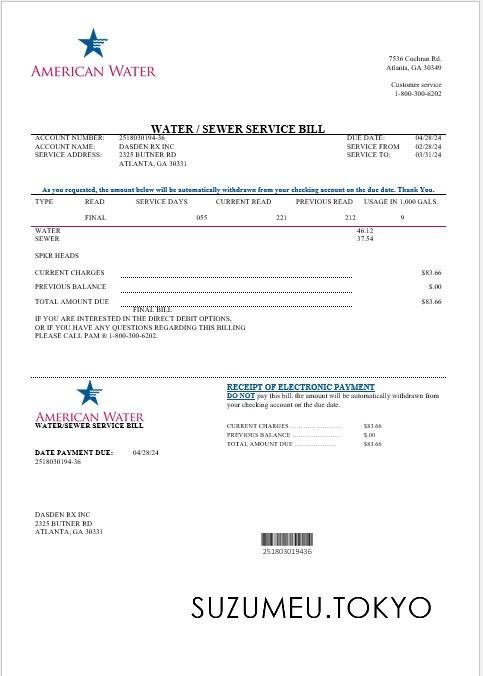 AMERICAN WATER
7536 Cochran Rd.
Atlanta, GA 30349
Customer service
1-800-300-6202
WATER / SEWER SERVICE BILL
ACCOUNT NUMBER: 2518030194-36 DUE DATE: 04/28/24
ACCOUNT NAME: DASDEN RX INC SERVICE FROM 02/28/24
SERVICE ADDRESS: 2325 BUTNER RD SERVICE TO: 03/31/24
ATLANTA, GA 30331
As you requested, the amount below will be automatically withdrawn from your checking account on the due date. Thank You.
TYPE READ SERVICE DAYS CURRENT READ PREVIOUS READ USAGE IN 1,000 GALS.
FINAL 055 221 212 9
WATER 46.12
SEWER 37.54
SPKR HEADS
CURRENT CHARGES $83.66
PREVIOUS BALANCE $.00
TOTAL AMOUNT DUE $83.66
FINAL BILL
IF YOU ARE INTERESTED IN THE DIRECT DEBIT OPTIONS,
OR IF YOU HAVE ANY QUESTIONS REGARDING THIS BILLING
PLEASE CALL PAM ® 1-800-300-6202.
AMERICAN WATER
WATER/SEWER SERVICE BILL
DATE PAYMENT DUE: 04/28/24
2518030194-36
RECEIPT OF ELECTRONIC PAYMENT
DO NOT pay this bill. the amount will be automatically withdrawn from
your checking account on the due date.
CURRENT CHARGES ........................ $83.66
PREVIOUS BALANCE ....................... $.00
TOTAL AMOUNT DUE .................... $83.66
DASDEN RX INC
2325 BUTNER RD
ATLANTA, GA 30331
251803019436
SUZUMEU.TOKYO